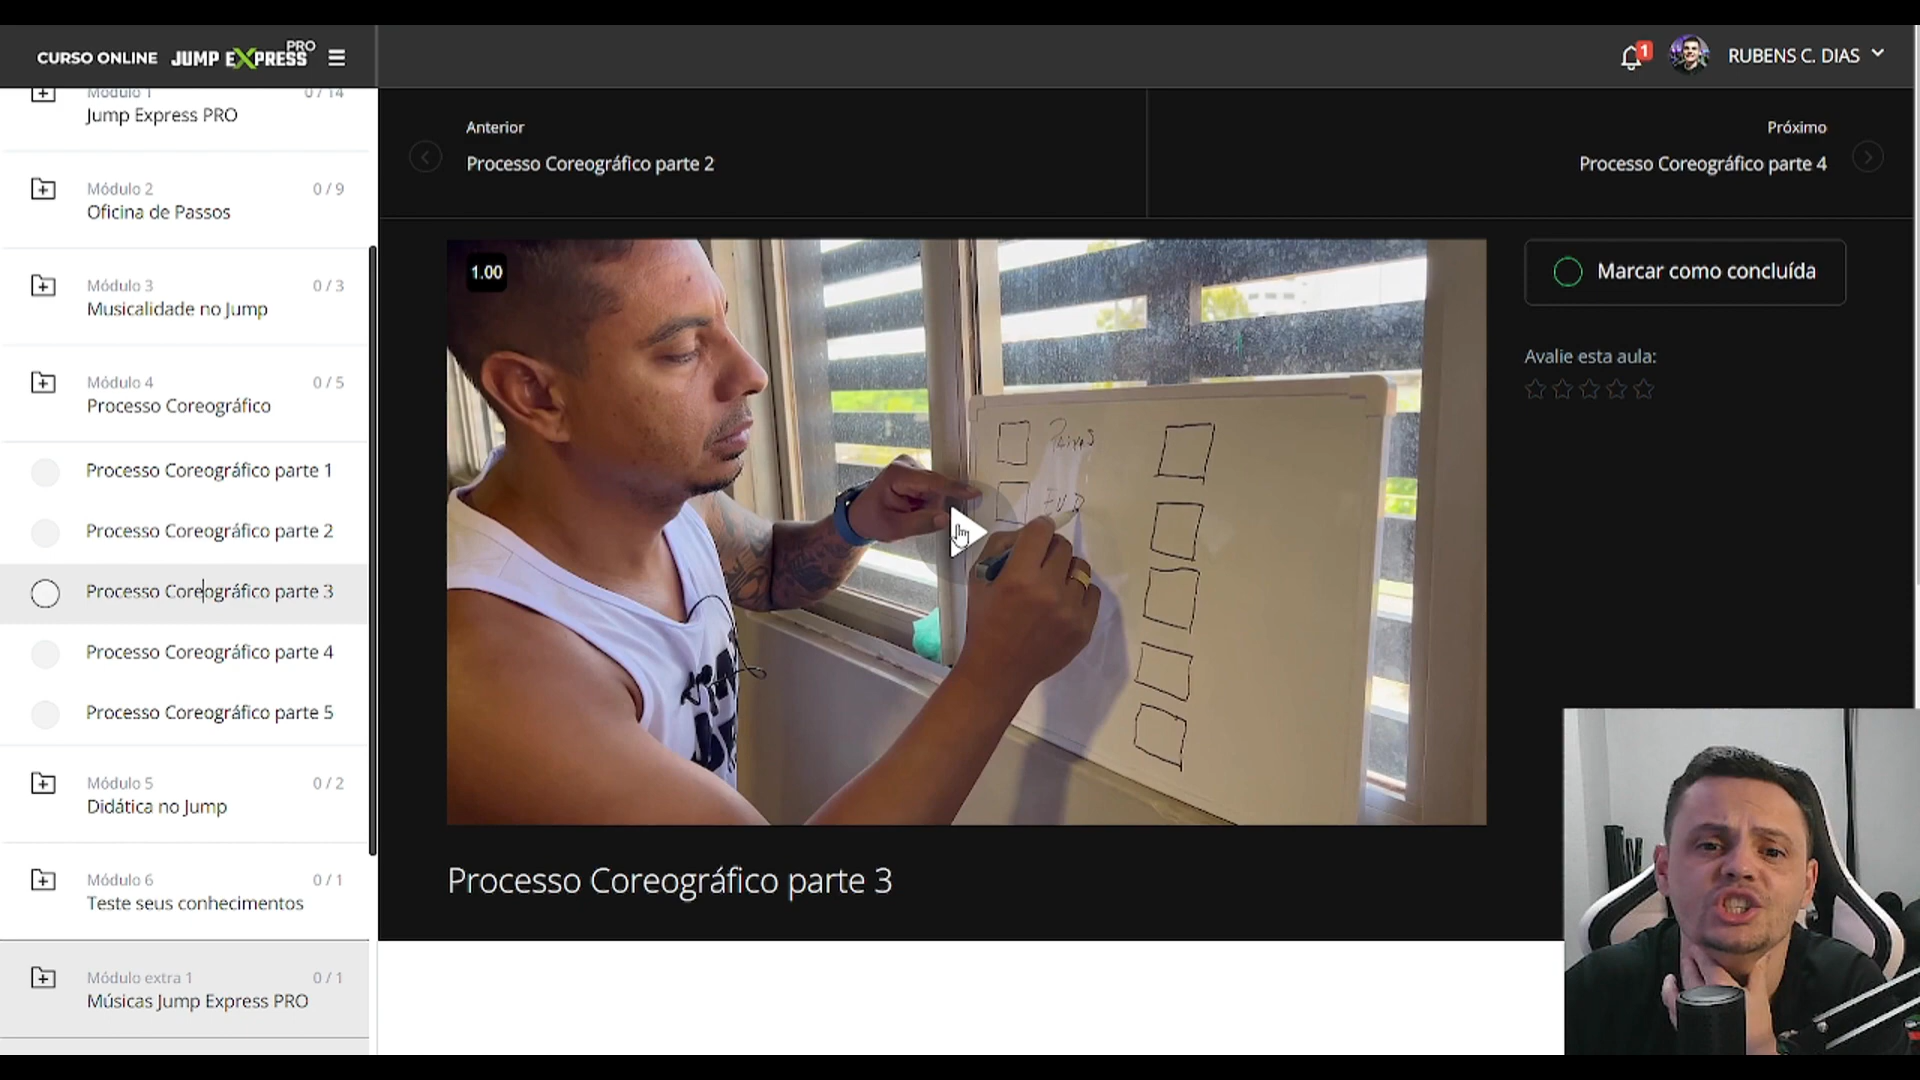 CURSO ONLINE JUMP EXPRESS PRO
1
RUBENS C. DIAS
Módulo 1
0 / 14
Jump Express PRO
Módulo 2
0 / 9
Oficina de Passos
Módulo 3
0 / 3
Musicalidade no Jump
Módulo 4
0 / 5
Processo Coreográfico
Processo Coreográfico parte 1
Processo Coreográfico parte 2
Processo Coreográfico parte 3
Processo Coreográfico parte 4
Processo Coreográfico parte 5
Módulo 5
0 / 2
Didática no Jump
Módulo 6
0 / 1
Teste seus conhecimentos
Módulo extra 1
0 / 1
Músicas Jump Express PRO
Anterior
Processo Coreográfico parte 2
Próximo
Processo Coreográfico parte 4
1.00
Marcar como concluída
Avalie esta aula:
Processo Coreográfico parte 3